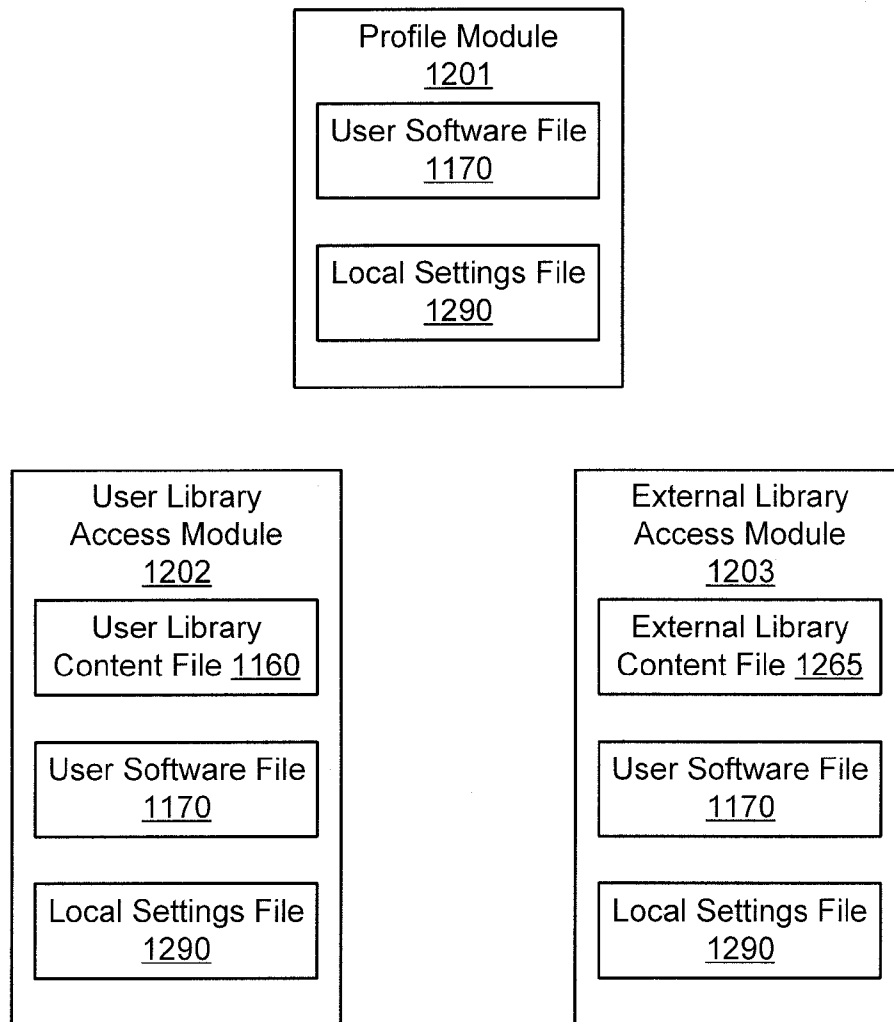 Profile Module
1201
User Software File
1170
Local Settings File
1290
User Library
Access Module
1202
User Library
Content File 1160
User Software File
1170
Local Settings File
1290
External Library
Access Module
1203
External Library
Content File 1265
User Software File
1170
Local Settings File
1290